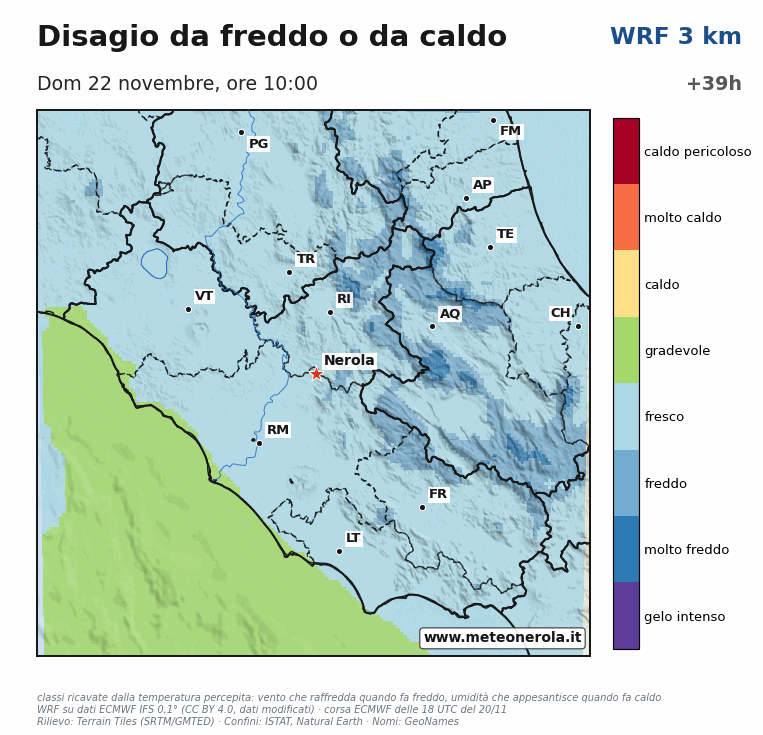 Disagio da freddo o da caldo
WRF 3 km
Dom 22 novembre, ore 10:00
+39h
FM
PG
AP
TE
TR
VT
RI
AQ
CH
Nerola
RM
FR
LT
www.meteonerola.it
caldo pericoloso
molto caldo
caldo
gradevole
fresco
freddo
molto freddo
gelo intenso
classi ricavate dalla temperatura percepita: vento che raffredda quando fa freddo, umidità che appesantisce quando fa caldo
WRF su dati ECMWF IFS 0,1° (CC BY 4.0, dati modificati) · corsa ECMWF delle 18 UTC del 20/11
Rilievo: Terrain Tiles (SRTM/GMTED) · Confini: ISTAT, Natural Earth · Nomi: GeoNames